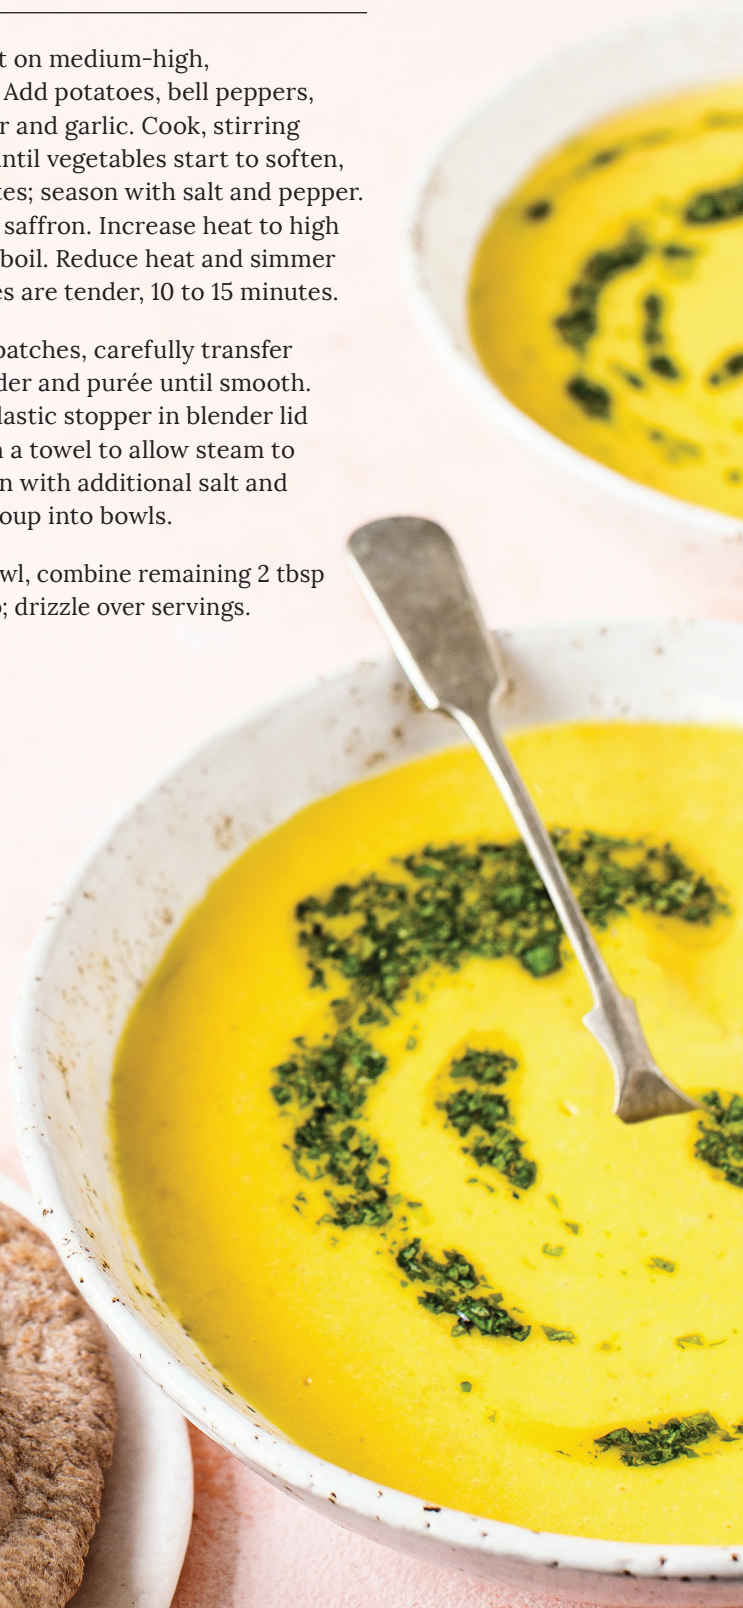 t on medium-high,
Add potatoes, bell peppers,
r and garlic. Cook, stirring
until vegetables start to soften,
tes; season with salt and pepper.
saffron. Increase heat to high
boil. Reduce heat and simmer
es are tender, 10 to 15 minutes.
batches, carefully transfer
der and purée until smooth.
lastic stopper in blender lid
a towel to allow steam to
n with additional salt and
oup into bowls.
wl, combine remaining 2 tbsp
; drizzle over servings.